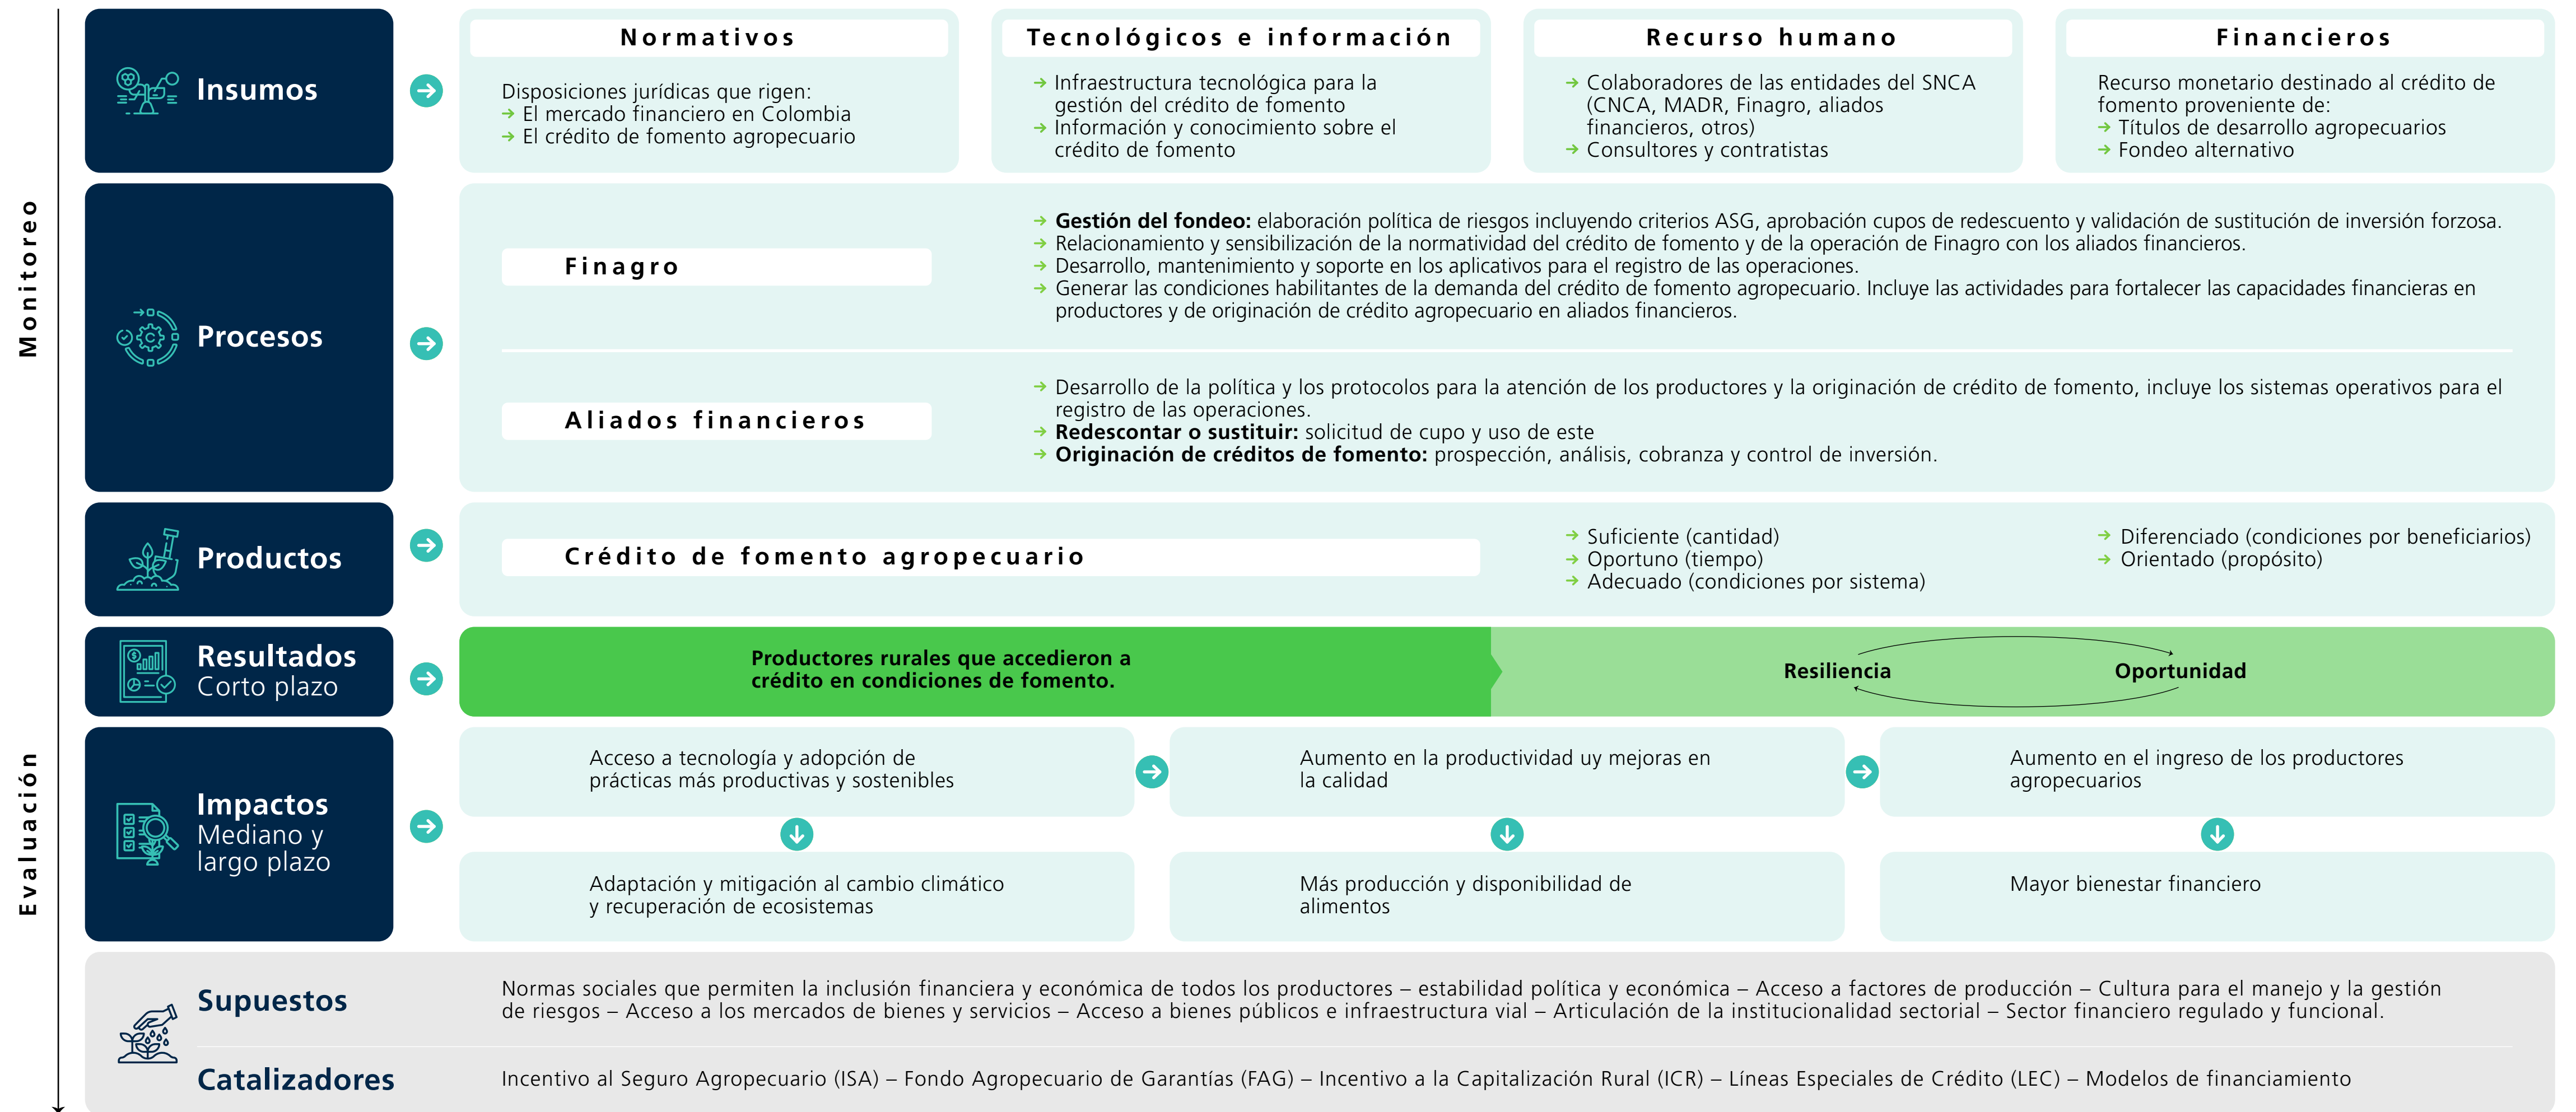 Monitoreo
Evaluación
Insumos
Normativos
Disposiciones jurídicas que rigen:
El mercado financiero en Colombia
El crédito de fomento agropecuario
Tecnológicos e información
Infraestructura tecnológica para la
gestión del crédito de fomento
Información y conocimiento sobre el
crédito de fomento
Recurso humano
Colaboradores de las entidades del SNCA
(CNCA, MADR, Finagro, aliados
financieros, otros)
Consultores y contratistas
Financieros
Recurso monetario destinado al crédito de
fomento proveniente de:
Títulos de desarrollo agropecuarios
Fondeo alternativo
Procesos
Finagro
Gestión del fondeo: elaboración política de riesgos incluyendo criterios ASG, aprobación cupos de redescuento y validación de sustitución de inversión forzosa.
Relacionamiento y sensibilización de la normatividad del crédito de fomento y de la operación de Finagro con los aliados financieros.
Desarrollo, mantenimiento y soporte en los aplicativos para el registro de las operaciones.
Generar las condiciones habilitantes de la demanda del crédito de fomento agropecuario. Incluye las actividades para fortalecer las capacidades financieras en
productores y de originación de crédito agropecuario en aliados financieros.
Aliados financieros
Desarrollo de la política y los protocolos para la atención de los productores y la originación de crédito de fomento, incluye los sistemas operativos para el
registro de las operaciones.
Redescontar o sustituir: solicitud de cupo y uso de este
Originación de créditos de fomento: prospección, análisis, cobranza y control de inversión.
Productos
Crédito de fomento agropecuario
Suficiente (cantidad)
Oportuno (tiempo)
Adecuado (condiciones por sistema)
Diferenciado (condiciones por beneficiarios)
Orientado (propósito)
Resultados
Corto plazo
Productores rurales que accedieron a
crédito en condiciones de fomento.
Resiliencia
Oportunidad
Impactos
Mediano y
largo plazo
Acceso a tecnología y adopción de
prácticas más productivas y sostenibles
Aumento en la productividad uy mejoras en
la calidad
Aumento en el ingreso de los productores
agropecuarios
Adaptación y mitigación al cambio climático
y recuperación de ecosistemas
Más producción y disponibilidad de
alimentos
Mayor bienestar financiero
Supuestos
Normas sociales que permiten la inclusión financiera y económica de todos los productores – estabilidad política y económica – Acceso a factores de producción – Cultura para el manejo y la gestión
de riesgos – Acceso a los mercados de bienes y servicios – Acceso a bienes públicos e infraestructura vial – Articulación de la institucionalidad sectorial – Sector financiero regulado y funcional.
Catalizadores
Incentivo al Seguro Agropecuario (ISA) – Fondo Agropecuario de Garantías (FAG) – Incentivo a la Capitalización Rural (ICR) – Líneas Especiales de Crédito (LEC) – Modelos de financiamiento